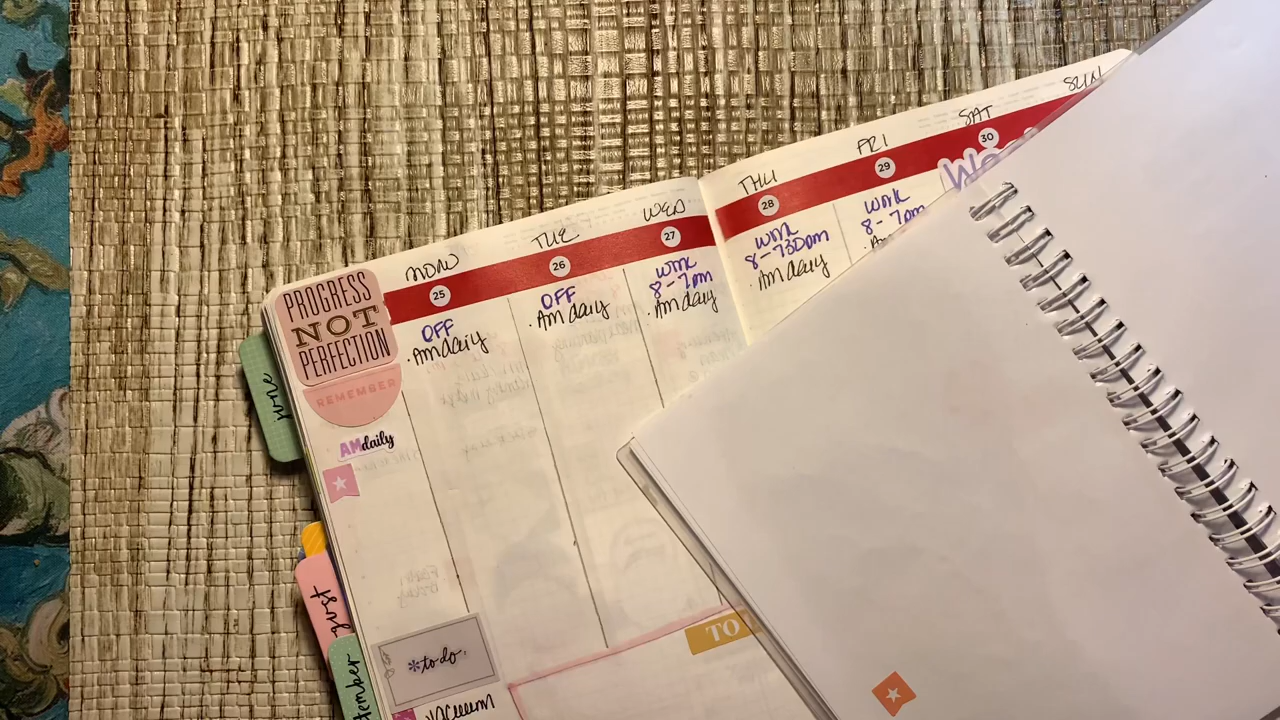 MON
TUE
WED
THU
FRI
SAT
SUN
25
26
27
28
29
30
PROGRESS
NOT
PERFECTION
REMEMBER
AMdaily
OFF
· Am daily
OFF
· Am daily
WORK
8-7pm
· Am daily
WORK
8-730pm
· Am daily
WORK
8-7pm
june
*to do:
vacuum
TO